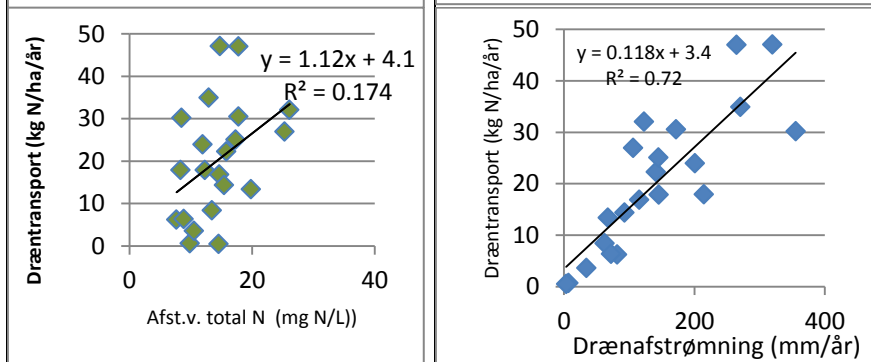 Dræntransport (kg N/ha/år)
50
40
30
20
10
0
y = 1.12x + 4.1
R² = 0.174
0 20 40
Afst.v. total N (mg N/L))
Dræntransport (kg N/ha/år)
50
40
30
20
10
0
y = 0.118x + 3.4
R² = 0.72
0 200 400
Drænafstrømning (mm/år)